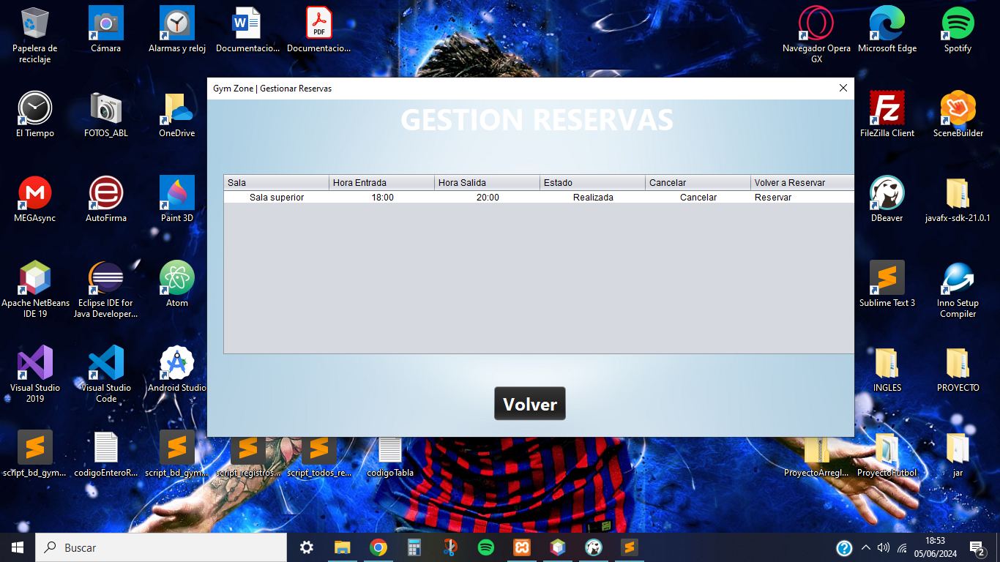 Papelera de
reciclaje
Cámara
Alarmas y reloj
Documentacio...
PDF
Documentacio...
Navegador Opera
GX
Microsoft Edge
Spotify
Gym Zone | Gestionar Reservas
GESTION RESERVAS
El Tiempo
FOTOS_ABL
OneDrive
FileZilla Client
SceneBuilder
Sala
Hora Entrada
Hora Salida
Estado
Cancelar
Volver a Reservar
Sala superior
18:00
20:00
Realizada
Cancelar
Reservar
MEGAsync
AutoFirma
Paint 3D
DBeaver
javafx-sdk-21.0.1
Apache NetBeans
IDE 19
Eclipse IDE for
Java Developer...
Atom
Sublime Text 3
Inno Setup
Compiler
Visual Studio
2019
Visual Studio
Code
Android Studio
INGLES
PROYECTO
Volver
script_bd_gym...
codigoEnteroR...
script_bd_gym...
script_registros...
script_todos_re...
codigoTabla
ProyectoArregl...
ProyectoFutbol
jar
Buscar
18:53
05/06/2024
2